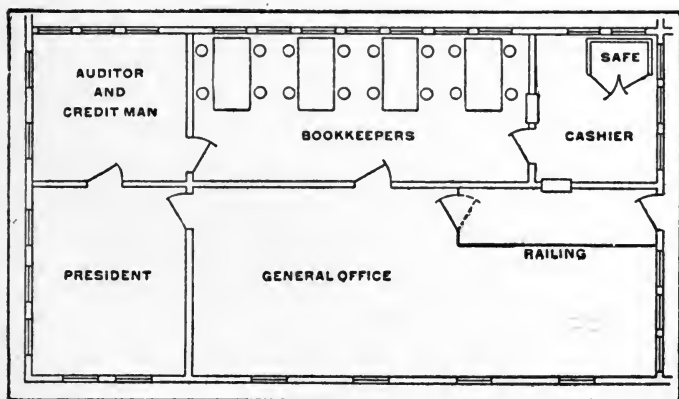 AUDITOR
AND
CREDIT MAN
BOOKKEEPERS
SAFE
CASHIER
PRESIDENT
GENERAL OFFICE
RAILING